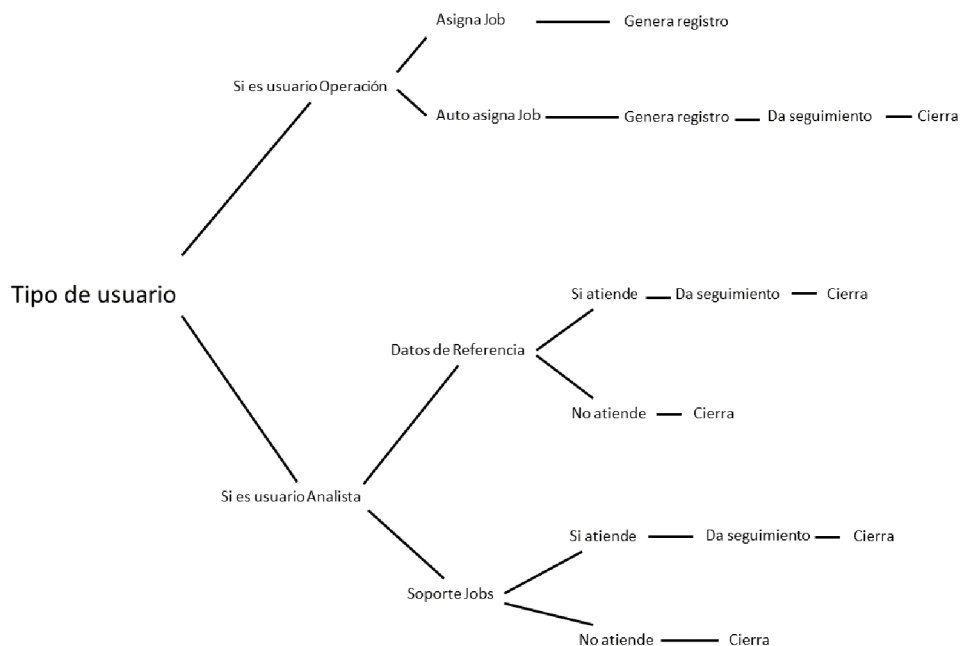 Asigna Job
Genera registro
Si es usuario Operación
Auto asigna Job
Genera registro
Da seguimiento
Cierra
Tipo de usuario
Si atiende
Da seguimiento
Cierra
Datos de Referencia
No atiende
Cierra
Si es usuario Analista
Si atiende
Da seguimiento
Cierra
Soporte Jobs
No atiende
Cierra